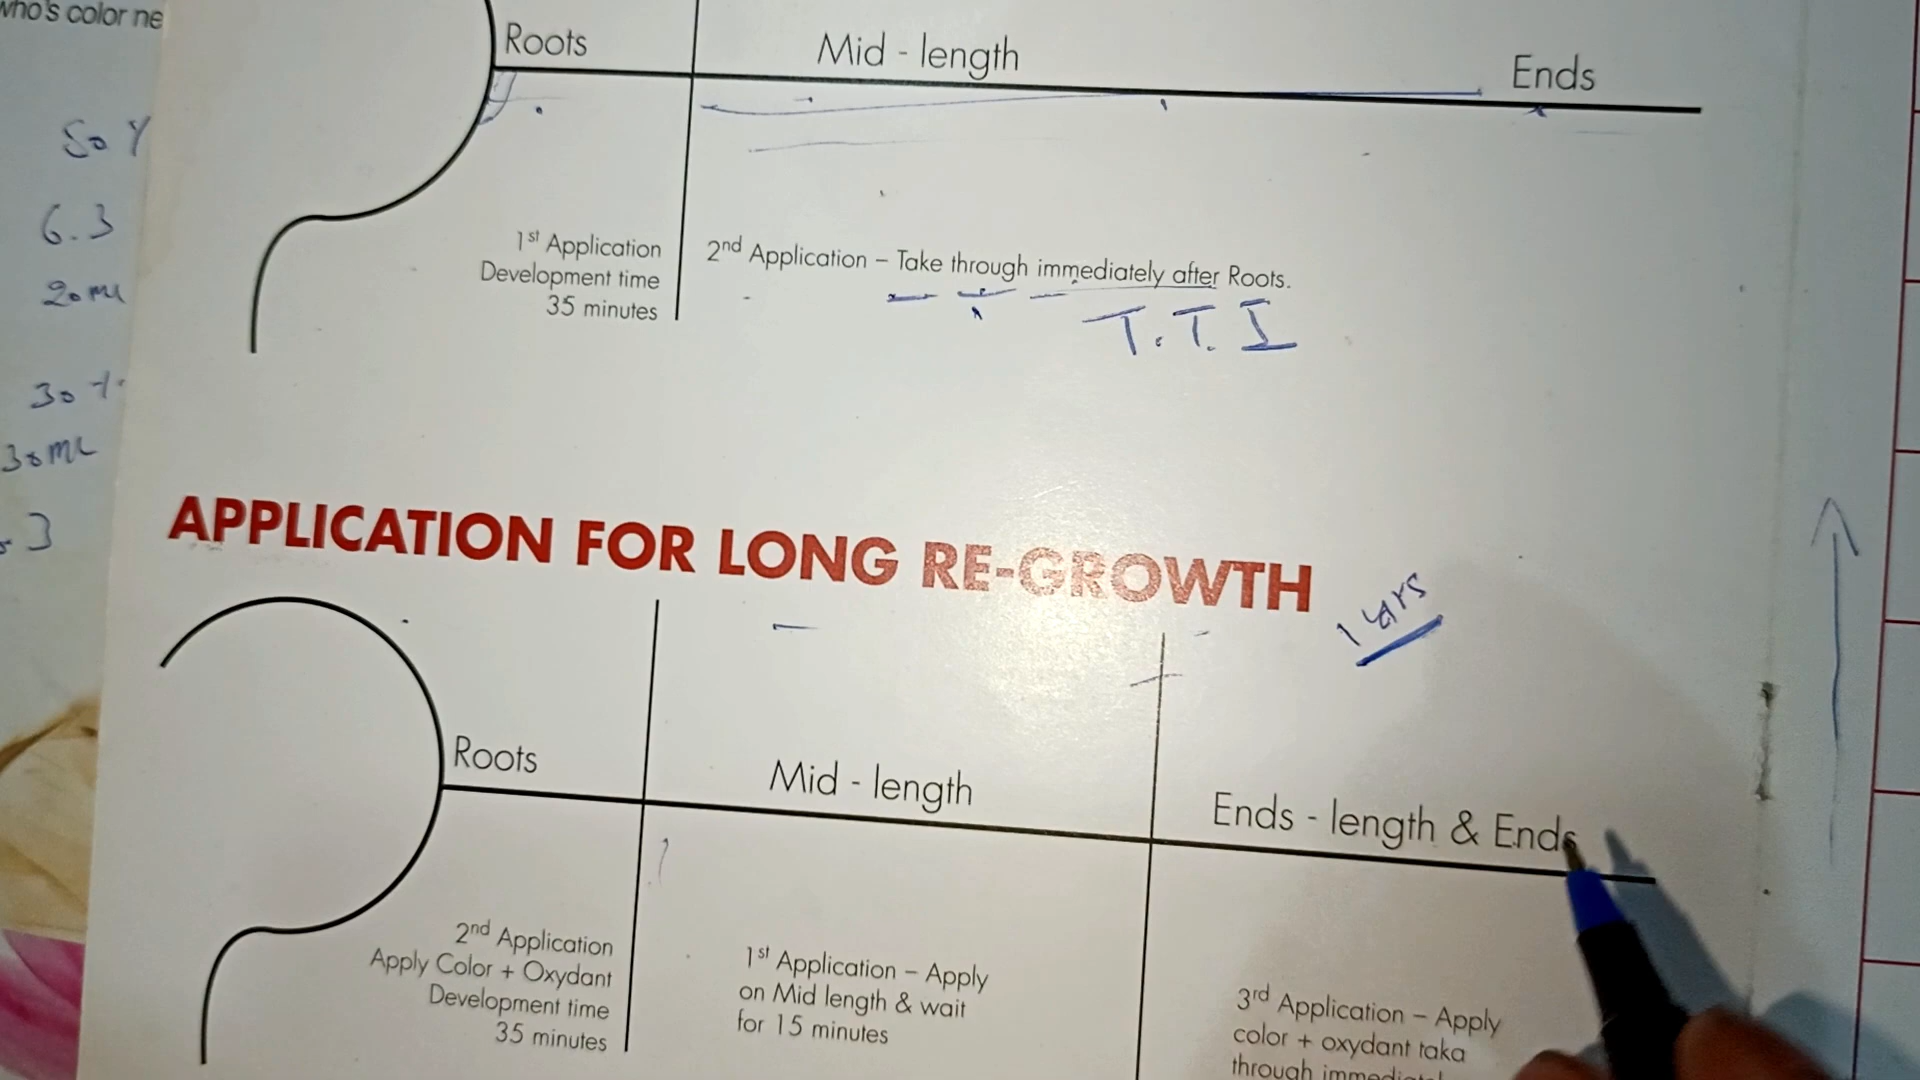 who's color ne
Roots
Mid - length
Ends
50 Y
6.3
20 ML
1st Application
Development time
35 minutes
2nd Application – Take through immediately after Roots.
T.T.I
30
30 ML
3
APPLICATION FOR LONG RE-GROWTH
1 years
Roots
Mid - length
Ends - length & Ends
2nd Application
Apply Color + Oxydant
Development time
35 minutes
1st Application – Apply
on Mid length & wait
for 15 minutes
3rd Application – Apply
color + oxydant taka
through